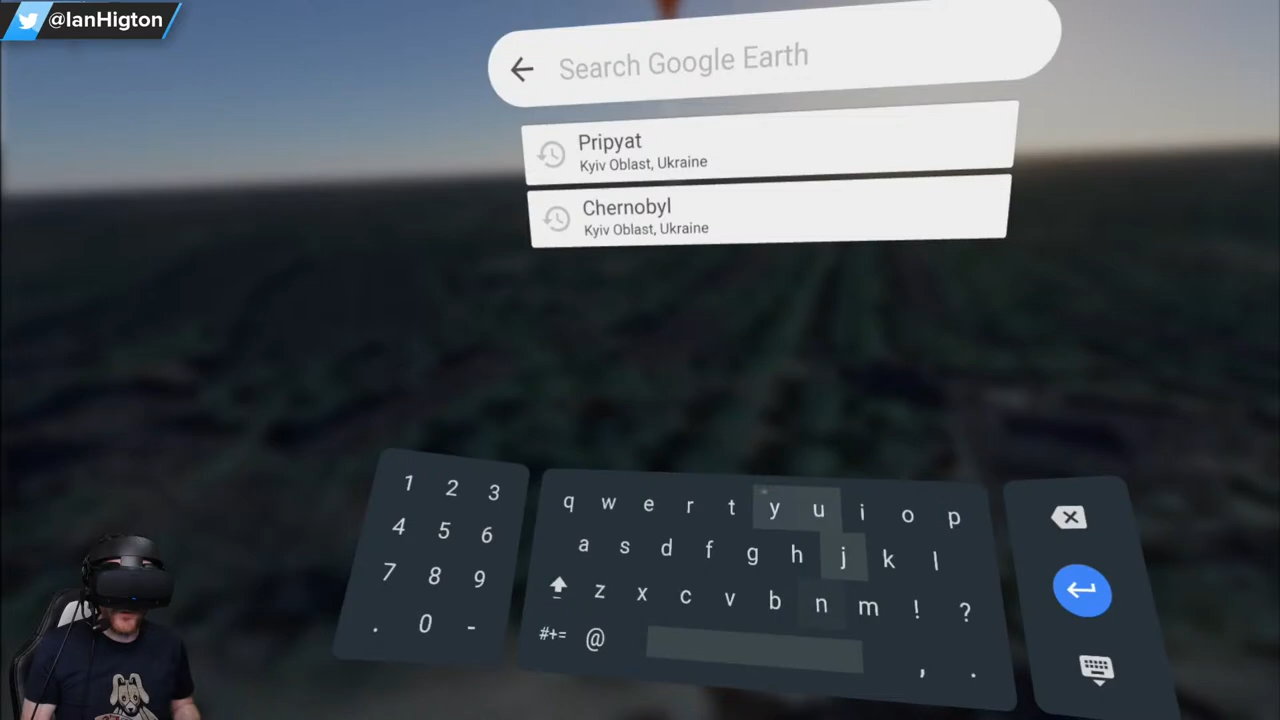 @IanHigton
Search Google Earth
Pripyat
Kyiv Oblast, Ukraine
Chernobyl
Kyiv Oblast, Ukraine
1 2 3
4 5 6
7 8 9
. 0 -
q w e r t y u i o p
a s d f g h j k l
z x c v b n m ! ?
#+= @ , .